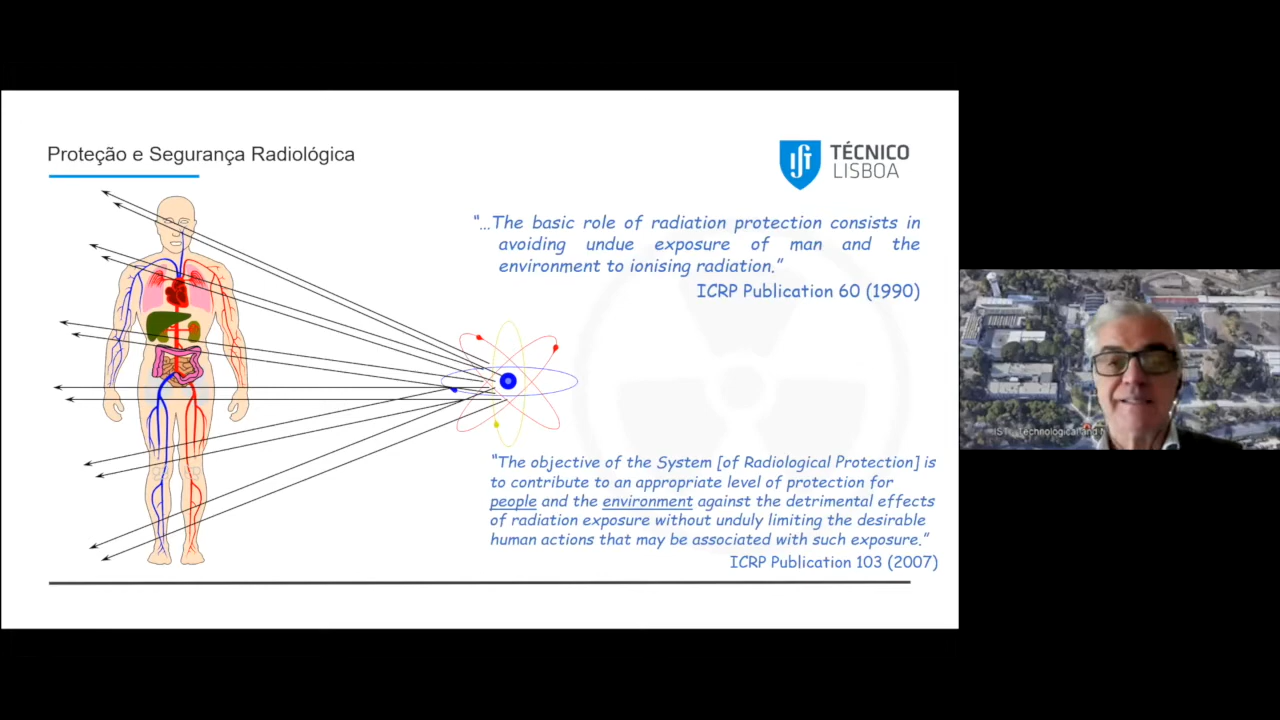 Proteção e Segurança Radiológica
TÉCNICO
LISBOA
“...The basic role of radiation protection consists in
avoiding undue exposure of man and the
environment to ionising radiation.”
ICRP Publication 60 (1990)
“The objective of the System [of Radiological Protection] is
to contribute to an appropriate level of protection for
people and the environment against the detrimental effects
of radiation exposure without unduly limiting the desirable
human actions that may be associated with such exposure.”
ICRP Publication 103 (2007)
Technological and